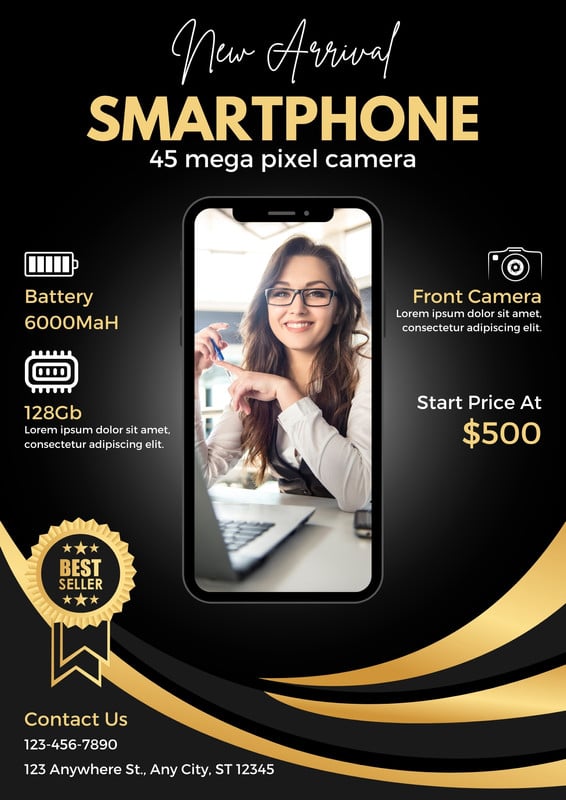 New Arrival
SMARTPHONE
45 mega pixel camera
Battery
6000MaH
128Gb
Lorem ipsum dolor sit amet,
consectetur adipiscing elit.
Front Camera
Lorem ipsum dolor sit amet,
consectetur adipiscing elit.
Start Price At
$500
BEST
SELLER
Contact Us
123-456-7890
123 Anywhere St., Any City, ST 12345